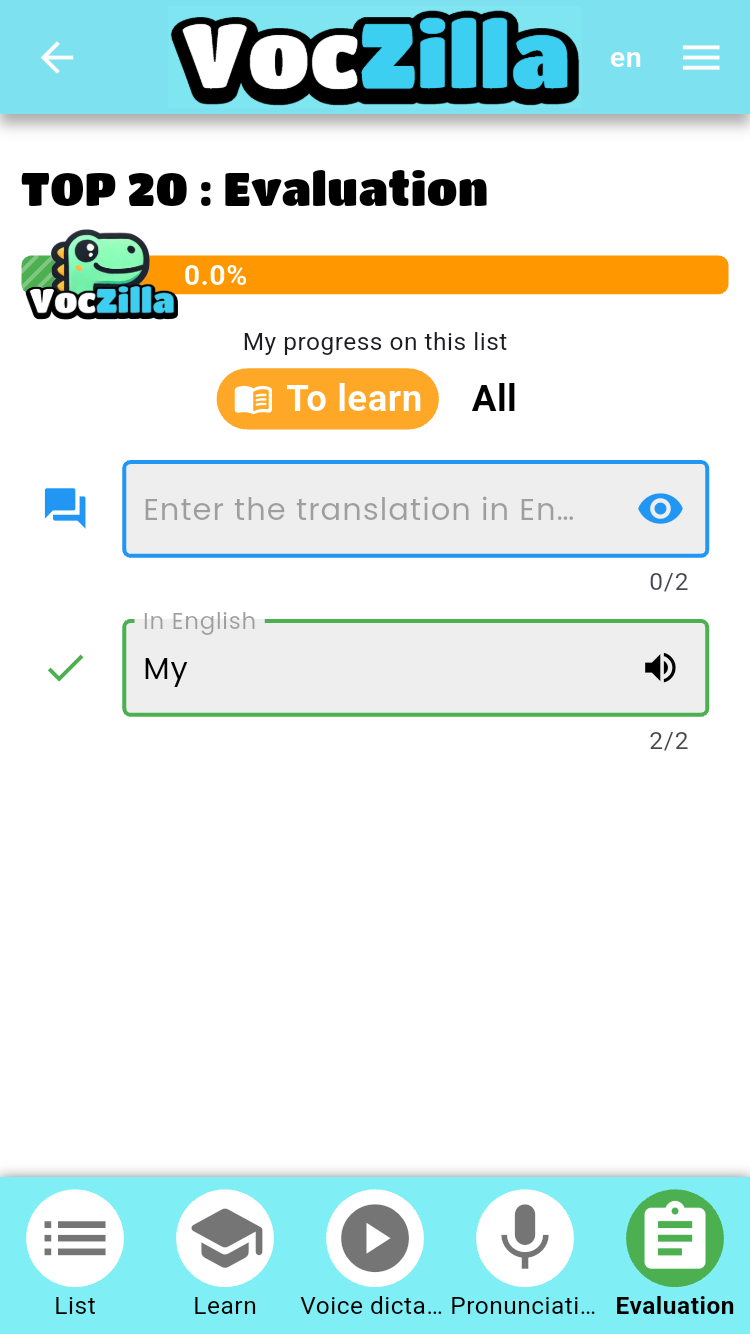 VocZilla
en
TOP 20 : Evaluation
VocZilla
0.0%
My progress on this list
To learn
All
Enter the translation in En...
0/2
In English
My
2/2
List
Learn
Voice dicta...
Pronunciati...
Evaluation